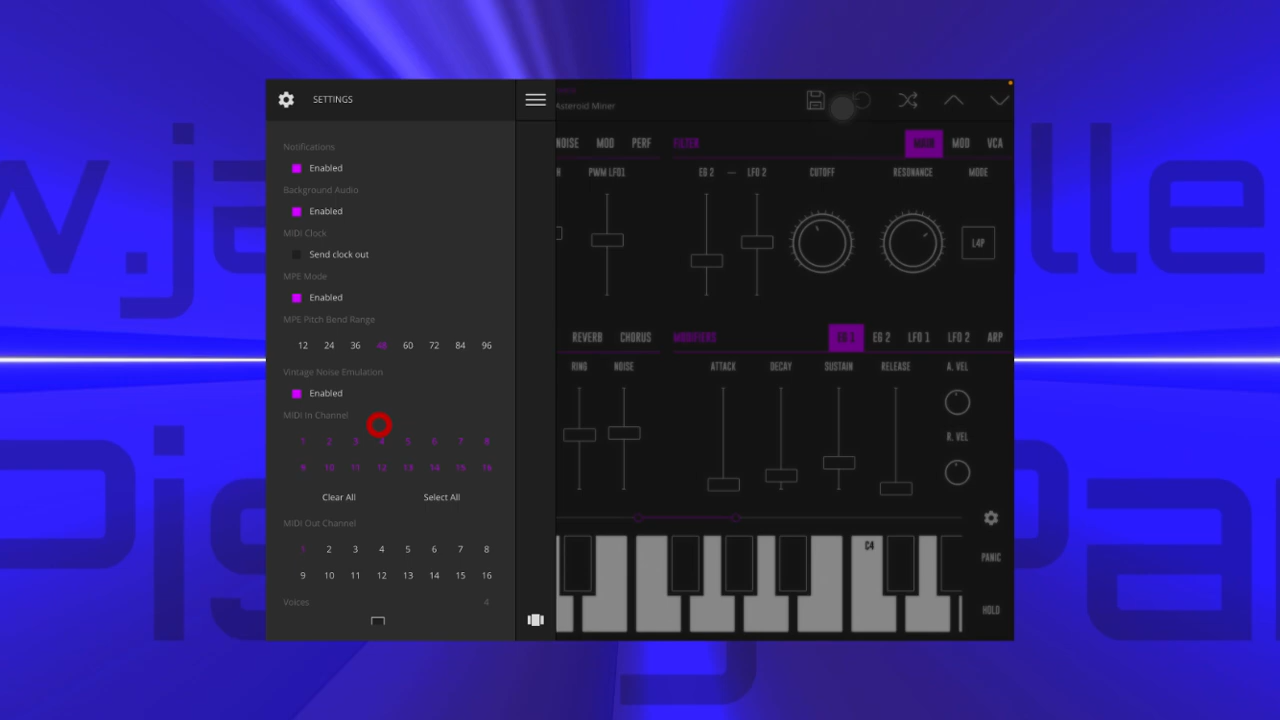 SETTINGS
Asteroid Miner
Notifications
Enabled
Background Audio
Enabled
MIDI Clock
Send clock out
MPE Mode
Enabled
MPE Pitch Bend Range
12 24 36 48 60 72 84 96
Vintage Noise Emulation
Enabled
MIDI In Channel
1 2 3 4 5 6 7 8
9 10 11 12 13 14 15 16
Clear All Select All
MIDI Out Channel
1 2 3 4 5 6 7 8
9 10 11 12 13 14 15 16
Voices 4
NOISE MOD PERF FILTER MAIN MOD VCA
PWM LFO1 EG 2 — LFO 2 CUTOFF RESONANCE MODE
L4P
REVERB CHORUS MODIFIERS EG 1 EG 2 LFO 1 LFO 2 ARP
RING NOISE ATTACK DECAY SUSTAIN RELEASE A. VEL
R. VEL
C4
PANIC
HOLD